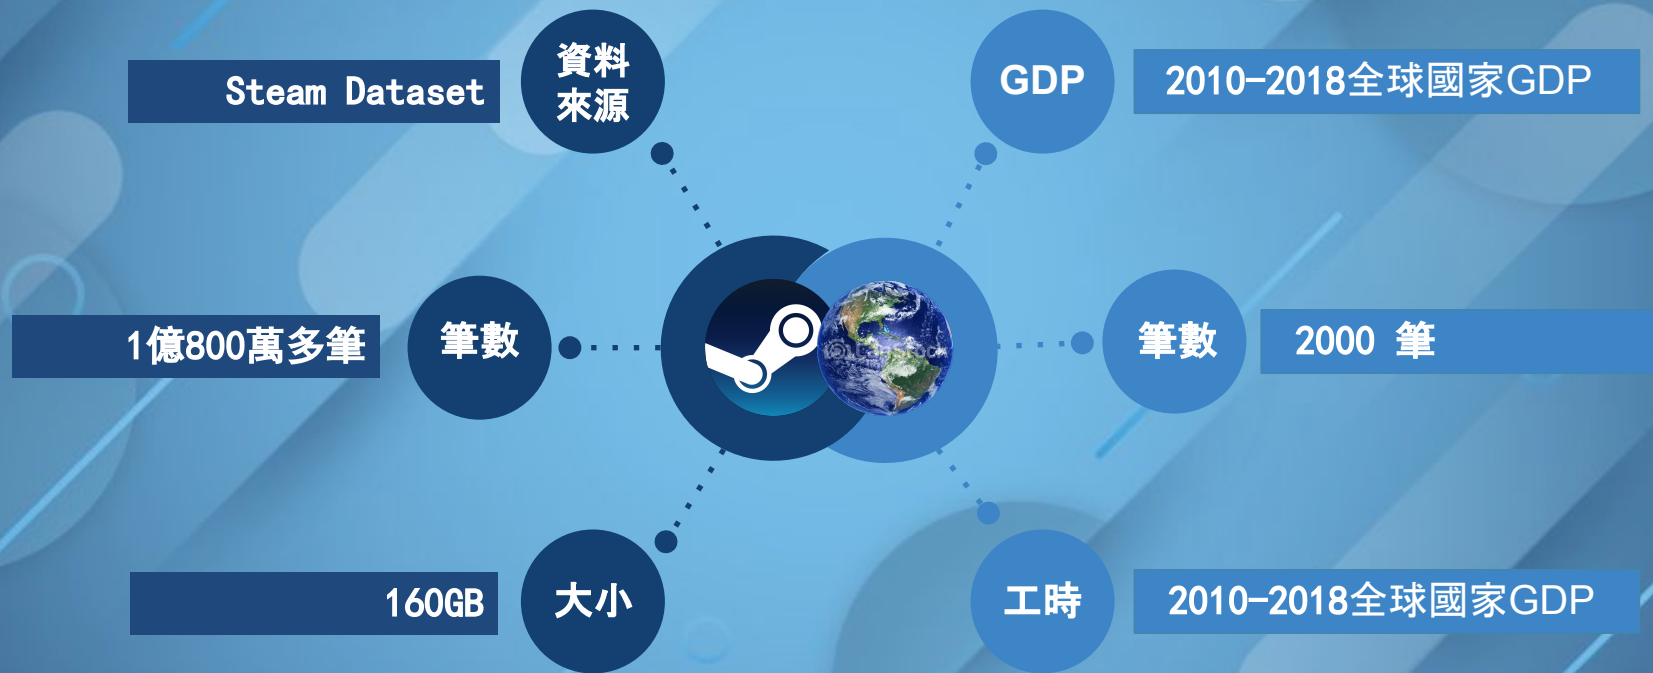 資料
來源
Steam Dataset
筆數
1億800萬多筆
大小
160GB
GDP
2010-2018全球國家GDP
筆數
2000 筆
工時
2010-2018全球國家GDP